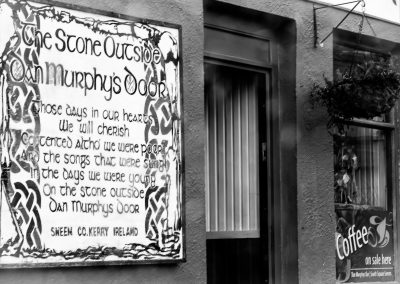 The Stone Outside
Dan Murphy's Door
Those days in our hearts
We will cherish
Contented altho' we were poor
and the songs that were sung
in the days we were young
on the stone outside
Dan Murphys Door
SNEEM CO. KERRY IRELAND
Coffee
on sale here